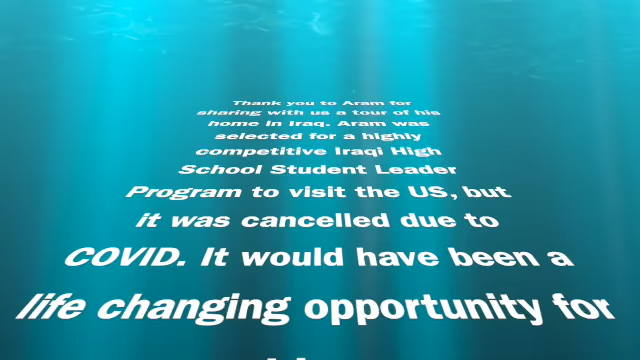 Thank you to Aram for
sharing with us a tour of his
home in Iraq. Aram was
selected for a highly
competitive Iraqi High
School Student Leader
Program to visit the US, but
it was cancelled due to
COVID. It would have been a
life changing opportunity for